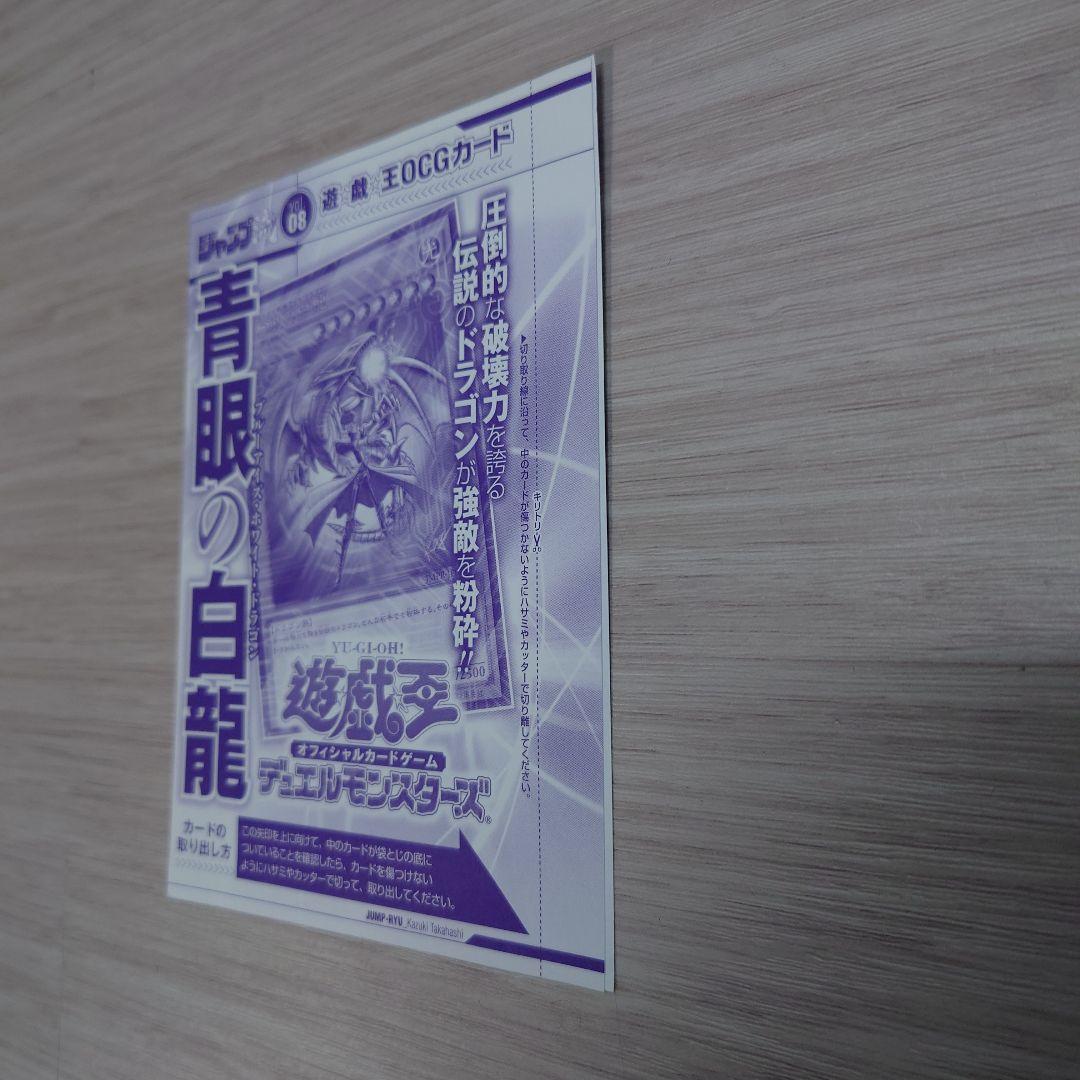 ジャンプ流
vol. 08
遊☆戯☆王OCGカード
圧倒的な破壊力を誇る
伝説のドラゴンが強敵を粉砕!!
ブルーアイズ・ホワイト・ドラゴン
青眼の白龍
光
/2500
YU-GI-OH!
遊☆戯☆王
オフィシャルカードゲーム
デュエルモンスターズ®
▶切り取り線に沿って、中のカードが傷つかないようにハサミやカッターで切り離してください。
キリトリ
カードの
取り出し方
この矢印を上に向けて、中のカードが袋とじの底に
ついていることを確認したら、カードを傷つけない
ようにハサミやカッターで切って、取り出してください。
JUMP-RYU_Kazuki Takahashi